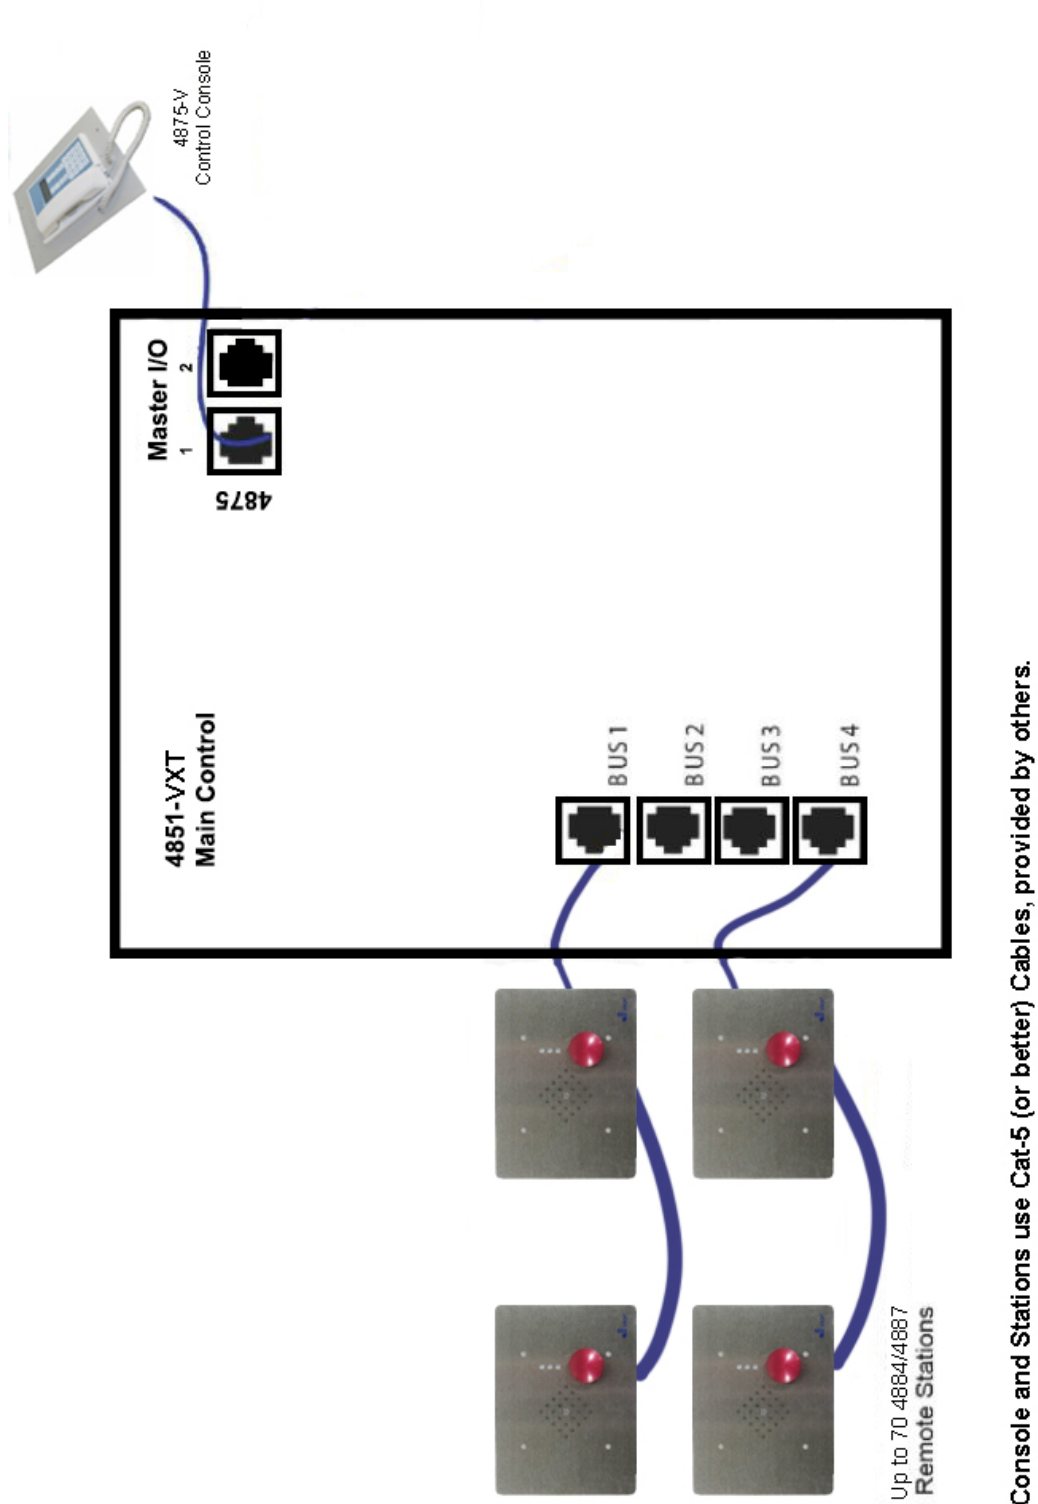 4875-V
Control Console
Master I/O
1 2
4875
4851-VXT
Main Control
BUS 1
BUS 2
BUS 3
BUS 4
Up to 70 4884/4887
Remote Stations
Console and Stations use Cat-5 (or better) Cables, provided by others.